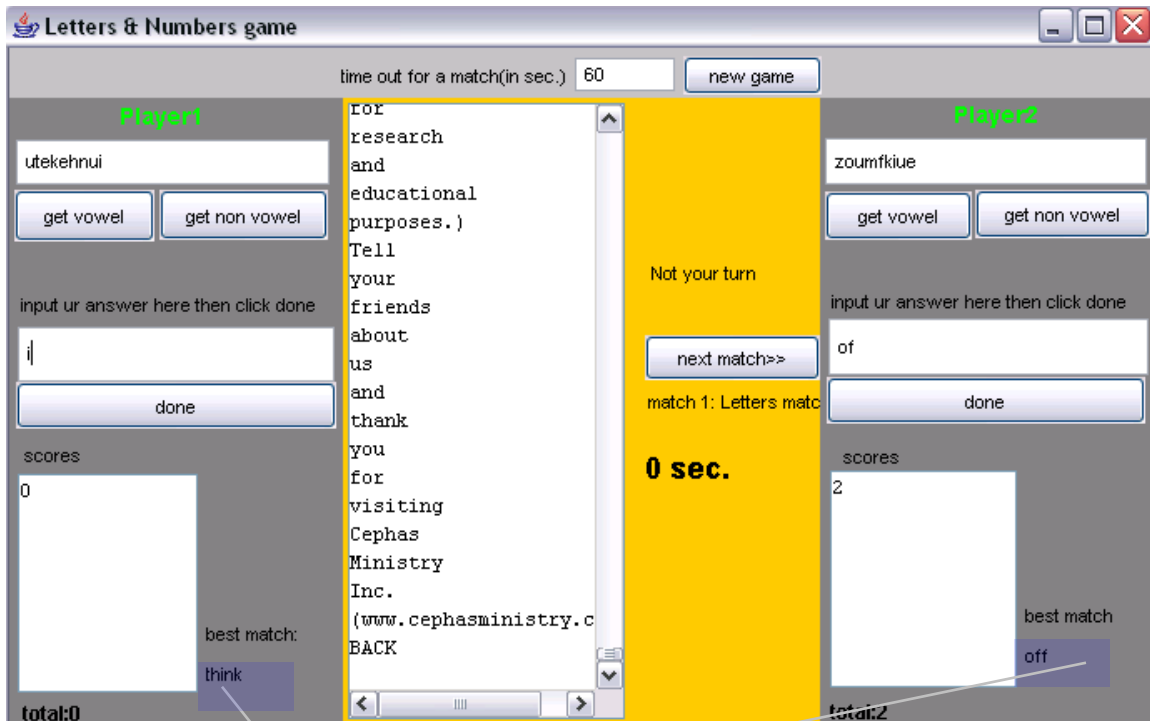 Letters & Numbers game
time out for a match(in sec.) 60 new game
Player1
utekehnui
get vowel get non vowel
input ur answer here then click done
i
done
scores
0
best match:
think
total:0
for
research
and
educational
purposes.)
Tell
your
friends
about
us
and
thank
you
for
visiting
Cephas
Ministry
Inc.
(www.cephasministry.c
BACK
Not your turn
next match>>
match 1: Letters matc
0 sec.
Player2
zoumfkiue
get vowel get non vowel
input ur answer here then click done
of
done
scores
2
best match
off
total:2